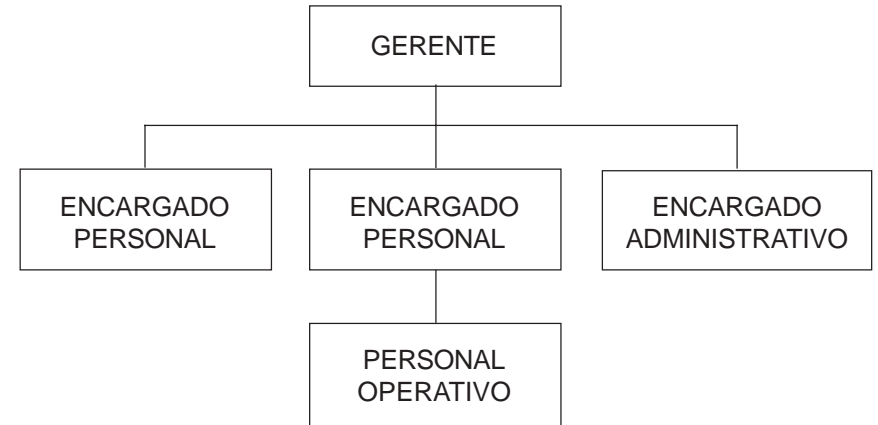 GERENTE
ENCARGADO
PERSONAL
ENCARGADO
PERSONAL
ENCARGADO
ADMINISTRATIVO
PERSONAL
OPERATIVO